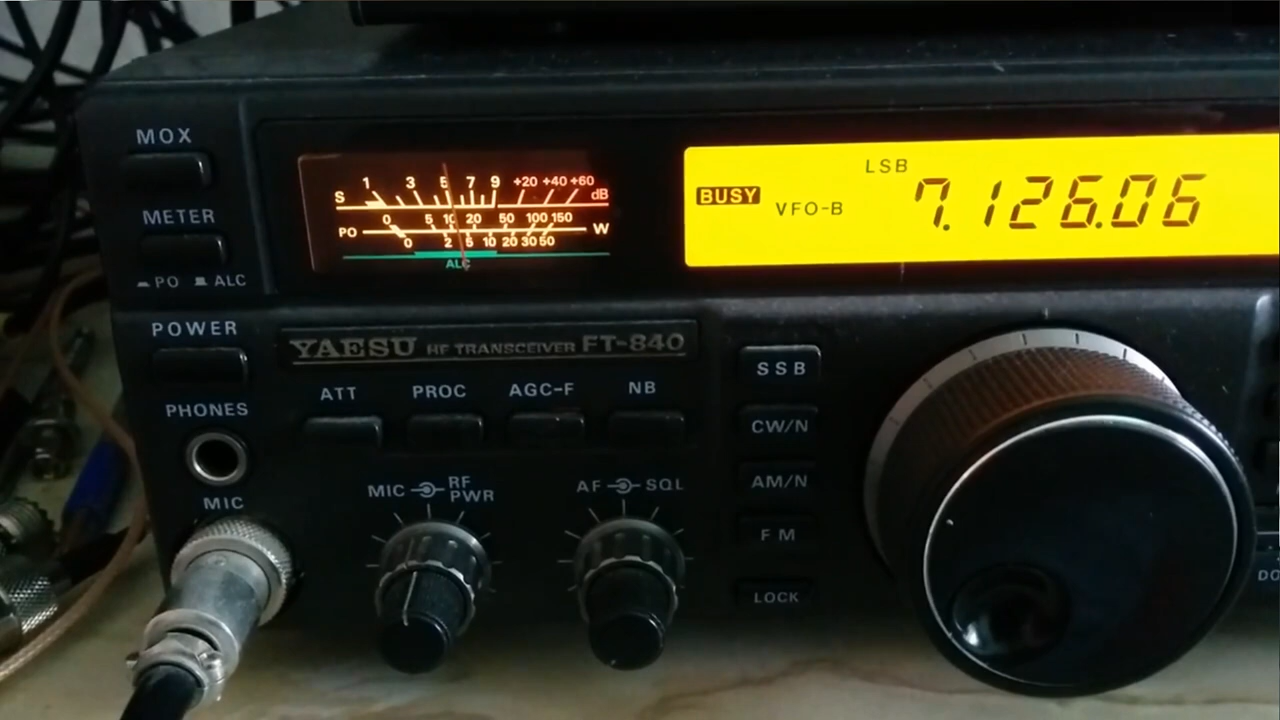 MOX
METER
PO ALC
POWER
PHONES
MIC
S 1 3 5 7 9 +20 +40 +60 dB
0 5 10 20 50 100 150
PO W
0 2 5 10 20 30 50
ALC
BUSY
LSB
VFO-B
7.126.06
YAESU HF TRANSCEIVER FT-840
ATT PROC AGC-F NB
MIC RF PWR
AF SQL
SSB
CW/N
AM/N
FM
LOCK